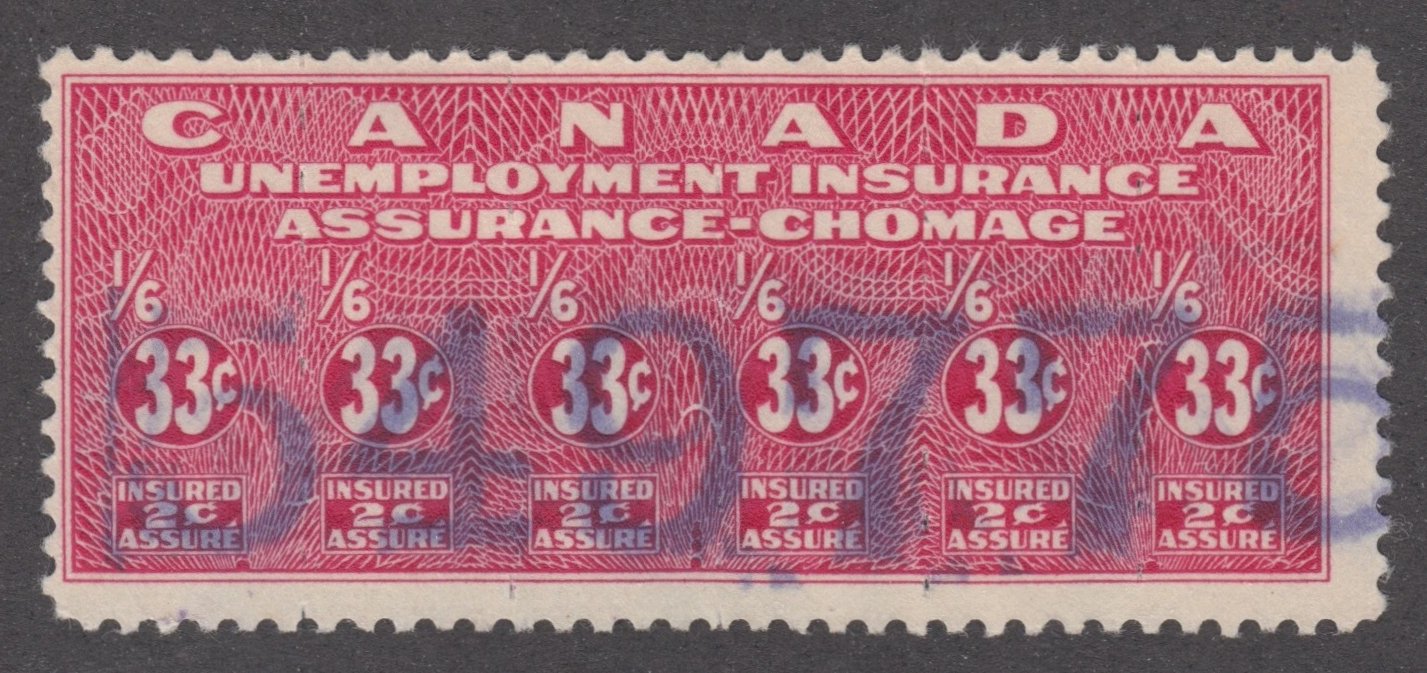 CANADA
UNEMPLOYMENT INSURANCE
ASSURANCE-CHOMAGE
1/6 1/6 1/6 1/6 1/6 1/6
33¢ 33¢ 33¢ 33¢ 33¢ 33¢
INSURED INSURED INSURED INSURED INSURED INSURED
2¢ 2¢ 2¢ 2¢ 2¢ 2¢
ASSURE ASSURE ASSURE ASSURE ASSURE ASSURE